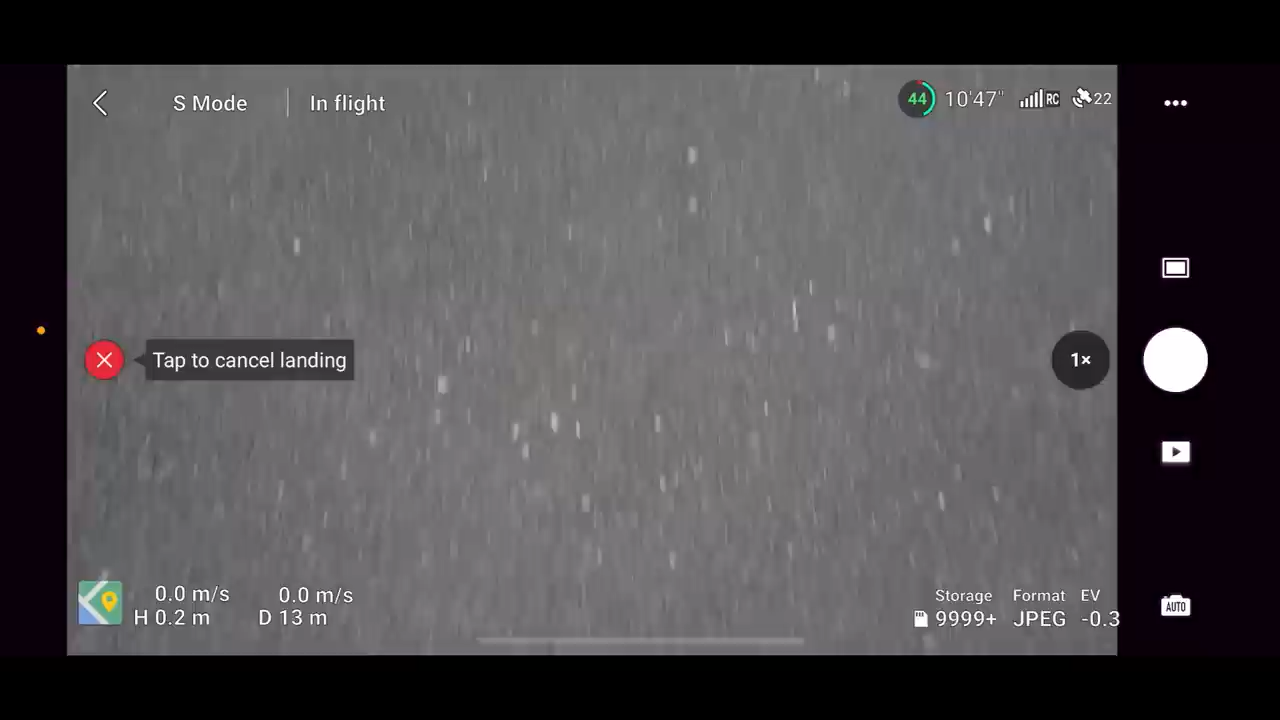 S Mode
In flight
44
10'47"
RC
22
Tap to cancel landing
1×
0.0 m/s
0.0 m/s
H 0.2 m
D 13 m
Storage
Format
EV
9999+
JPEG
-0.3
AUTO